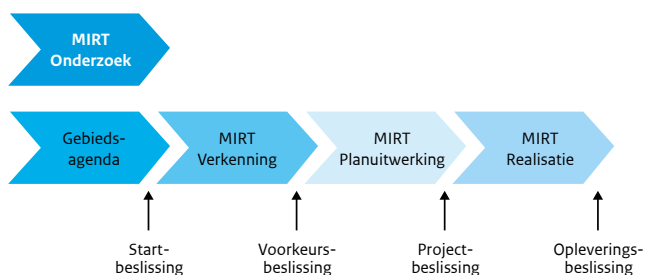 MIRT
Onderzoek
Gebieds-
agenda
MIRT
Verkenning
MIRT
Planuitwerking
MIRT
Realisatie
Start-
beslissing
Voorkeurs-
beslissing
Project-
beslissing
Opleverings-
beslissing